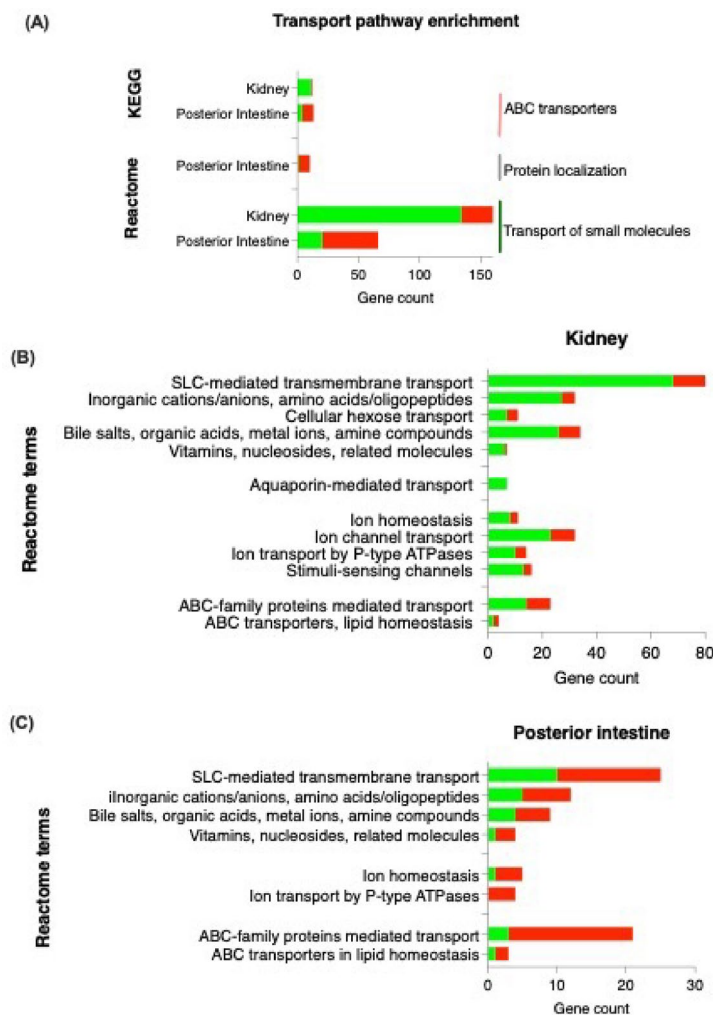 (A)
Transport pathway enrichment
KEGG
Kidney
Posterior Intestine
ABC transporters
Reactome
Posterior Intestine
Protein localization
Kidney
Posterior Intestine
Transport of small molecules
0 50 100 150
Gene count
(B)
Kidney
Reactome terms
SLC-mediated transmembrane transport
Inorganic cations/anions, amino acids/oligopeptides
Cellular hexose transport
Bile salts, organic acids, metal ions, amine compounds
Vitamins, nucleosides, related molecules
Aquaporin-mediated transport
Ion homeostasis
Ion channel transport
Ion transport by P-type ATPases
Stimuli-sensing channels
ABC-family proteins mediated transport
ABC transporters, lipid homeostasis
0 20 40 60 80
Gene count
(C)
Posterior intestine
Reactome terms
SLC-mediated transmembrane transport
iInorganic cations/anions, amino acids/oligopeptides
Bile salts, organic acids, metal ions, amine compounds
Vitamins, nucleosides, related molecules
Ion homeostasis
Ion transport by P-type ATPases
ABC-family proteins mediated transport
ABC transporters in lipid homeostasis
0 10 20 30
Gene count